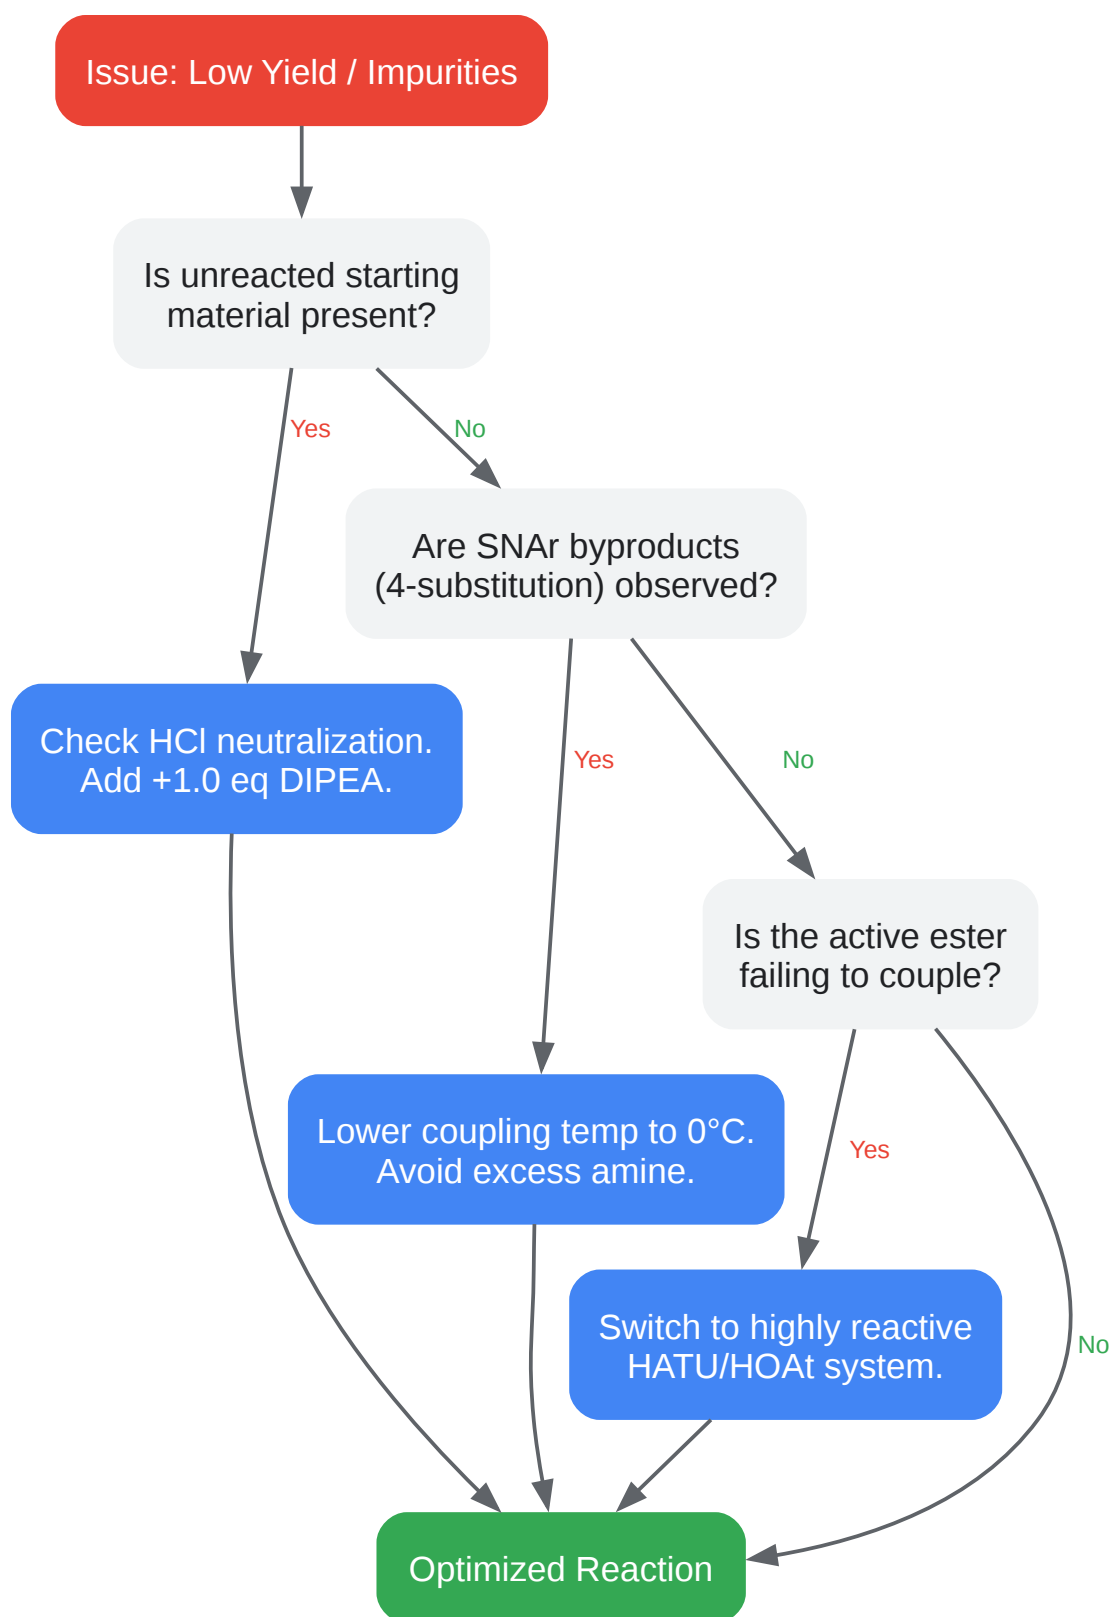 Issue: Low Yield / Impurities
Is unreacted starting
material present?
Yes
No
Are SNAr byproducts
(4-substitution) observed?
Check HCl neutralization.
Add +1.0 eq DIPEA.
Yes
No
Is the active ester
failing to couple?
Lower coupling temp to 0°C.
Avoid excess amine.
Yes
Switch to highly reactive
HATU/HOAt system.
No
Optimized Reaction